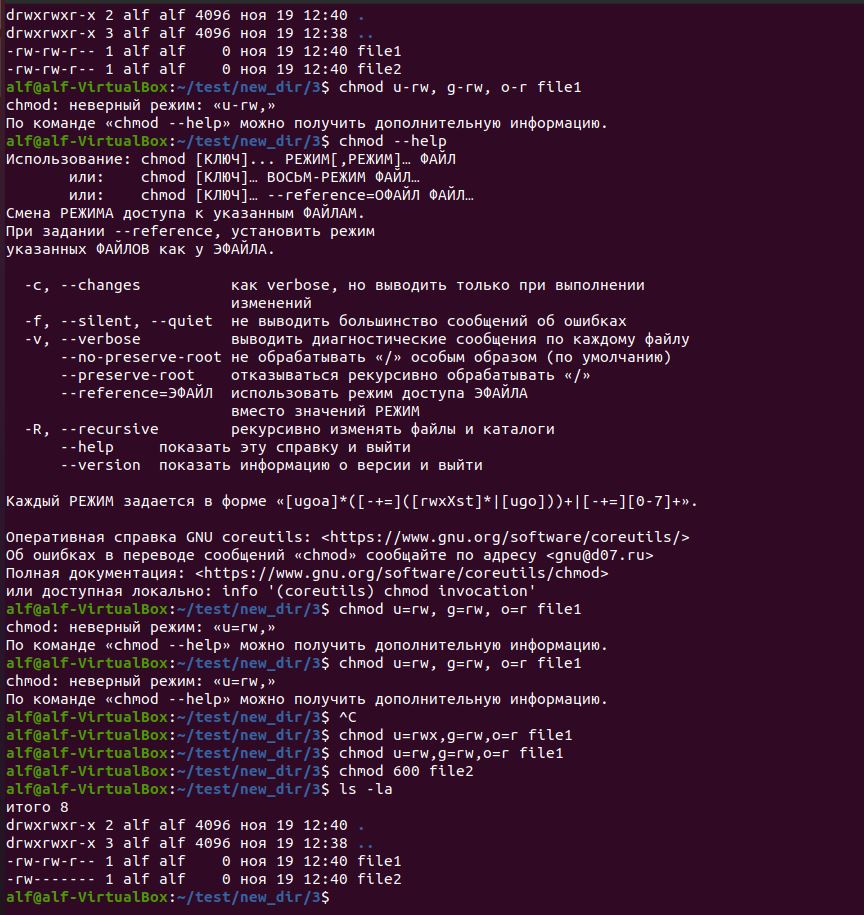 drwxrwxr-x 2 alf alf 4096 ноя 19 12:40 .
drwxrwxr-x 3 alf alf 4096 ноя 19 12:38 ..
-rw-rw-r-- 1 alf alf    0 ноя 19 12:40 file1
-rw-rw-r-- 1 alf alf    0 ноя 19 12:40 file2
alf@alf-VirtualBox:~/test/new_dir/3$ chmod u-rw, g-rw, o-r file1
chmod: неверный режим: «u-rw,»
По команде «chmod --help» можно получить дополнительную информацию.
alf@alf-VirtualBox:~/test/new_dir/3$ chmod --help
Использование: chmod [КЛЮЧ]... РЕЖИМ[,РЕЖИМ]… ФАЙЛ
       или:    chmod [КЛЮЧ]… ВОСЬМ-РЕЖИМ ФАЙЛ…
       или:    chmod [КЛЮЧ]… --reference=ОФАЙЛ ФАЙЛ…
Смена РЕЖИМА доступа к указанным ФАЙЛАМ.
При задании --reference, установить режим
указанных ФАЙЛОВ как у ЭФАЙЛА.

  -c, --changes          как verbose, но выводить только при выполнении
                         изменений
  -f, --silent, --quiet  не выводить большинство сообщений об ошибках
  -v, --verbose          выводить диагностические сообщения по каждому файлу
      --no-preserve-root не обрабатывать «/» особым образом (по умолчанию)
      --preserve-root    отказываться рекурсивно обрабатывать «/»
      --reference=ЭФАЙЛ  использовать режим доступа ЭФАЙЛА
                         вместо значений РЕЖИМ
  -R, --recursive        рекурсивно изменять файлы и каталоги
      --help     показать эту справку и выйти
      --version  показать информацию о версии и выйти

Каждый РЕЖИМ задается в форме «[ugoa]*([-+=]([rwxXst]*|[ugo]))+|[-+=][0-7]+».

Оперативная справка GNU coreutils: <https://www.gnu.org/software/coreutils/>
Об ошибках в переводе сообщений «chmod» сообщайте по адресу <gnu@d07.ru>
Полная документация: <https://www.gnu.org/software/coreutils/chmod>
или доступная локально: info '(coreutils) chmod invocation'
alf@alf-VirtualBox:~/test/new_dir/3$ chmod u=rw, g=rw, o=r file1
chmod: неверный режим: «u=rw,»
По команде «chmod --help» можно получить дополнительную информацию.
alf@alf-VirtualBox:~/test/new_dir/3$ chmod u=rw, g=rw, o=r file1
chmod: неверный режим: «u=rw,»
По команде «chmod --help» можно получить дополнительную информацию.
alf@alf-VirtualBox:~/test/new_dir/3$ ^C
alf@alf-VirtualBox:~/test/new_dir/3$ chmod u=rwx,g=rw,o=r file1
alf@alf-VirtualBox:~/test/new_dir/3$ chmod u=rw,g=rw,o=r file1
alf@alf-VirtualBox:~/test/new_dir/3$ chmod 600 file2
alf@alf-VirtualBox:~/test/new_dir/3$ ls -la
итого 8
drwxrwxr-x 2 alf alf 4096 ноя 19 12:40 .
drwxrwxr-x 3 alf alf 4096 ноя 19 12:38 ..
-rw-rw-r-- 1 alf alf    0 ноя 19 12:40 file1
-rw------- 1 alf alf    0 ноя 19 12:40 file2
alf@alf-VirtualBox:~/test/new_dir/3$